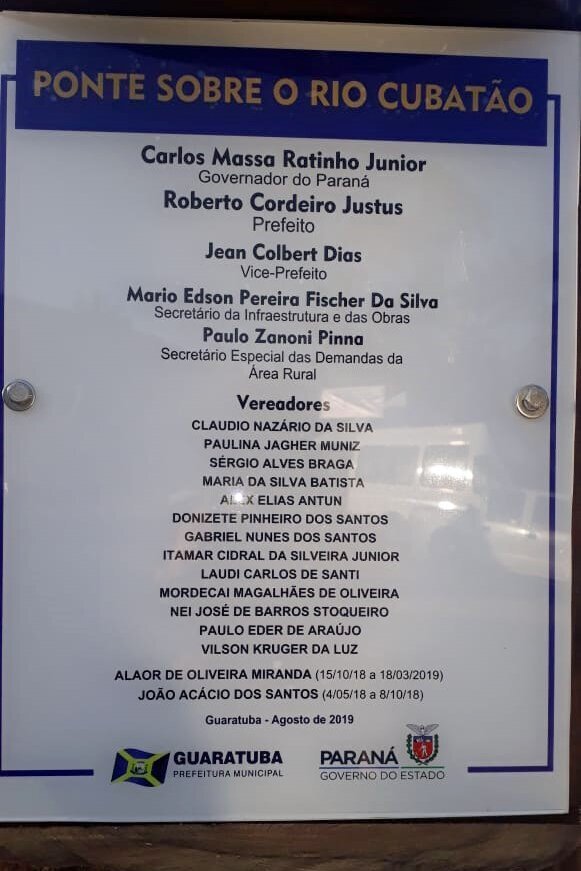 PONTE SOBRE O RIO CUBATÃO
Carlos Massa Ratinho Junior
Governador do Paraná
Roberto Cordeiro Justus
Prefeito
Jean Colbert Dias
Vice-Prefeito
Mario Edson Pereira Fischer Da Silva
Secretário da Infraestrutura e das Obras
Paulo Zanoni Pinna
Secretário Especial das Demandas da
Área Rural
Vereadores
CLAUDIO NAZÁRIO DA SILVA
PAULINA JAGHER MUNIZ
SÉRGIO ALVES BRAGA
MARIA DA SILVA BATISTA
ALEX ELIAS ANTUN
DONIZETE PINHEIRO DOS SANTOS
GABRIEL NUNES DOS SANTOS
ITAMAR CIDRAL DA SILVEIRA JUNIOR
LAUDI CARLOS DE SANTI
MORDECAI MAGALHÃES DE OLIVEIRA
NEI JOSÉ DE BARROS STOQUEIRO
PAULO EDER DE ARAÚJO
VILSON KRUGER DA LUZ
ALAOR DE OLIVEIRA MIRANDA (15/10/18 a 18/03/2019)
JOÃO ACÁCIO DOS SANTOS (4/05/18 a 8/10/18)
Guaratuba - Agosto de 2019
GUARATUBA
PREFEITURA MUNICIPAL
PARANÁ
GOVERNO DO ESTADO